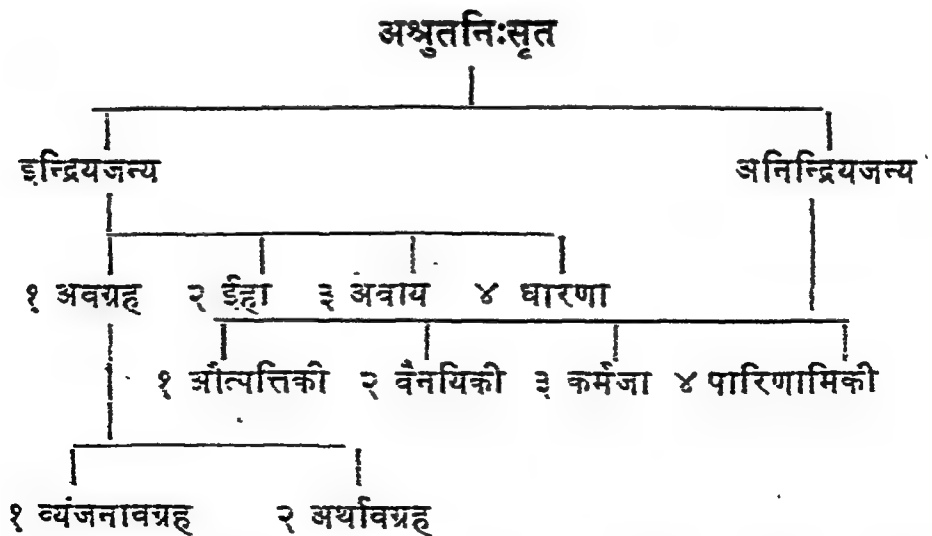 अश्रुतनिःसृत
इन्द्रियजन्य अनिन्द्रियजन्य
१ अवग्रह २ ईहा ३ अवाय ४ धारणा
१ औत्पत्तिकी २ वैनयिकी ३ कर्मजा ४ पारिणामिकी
१ व्यंजनावग्रह २ अर्थावग्रह